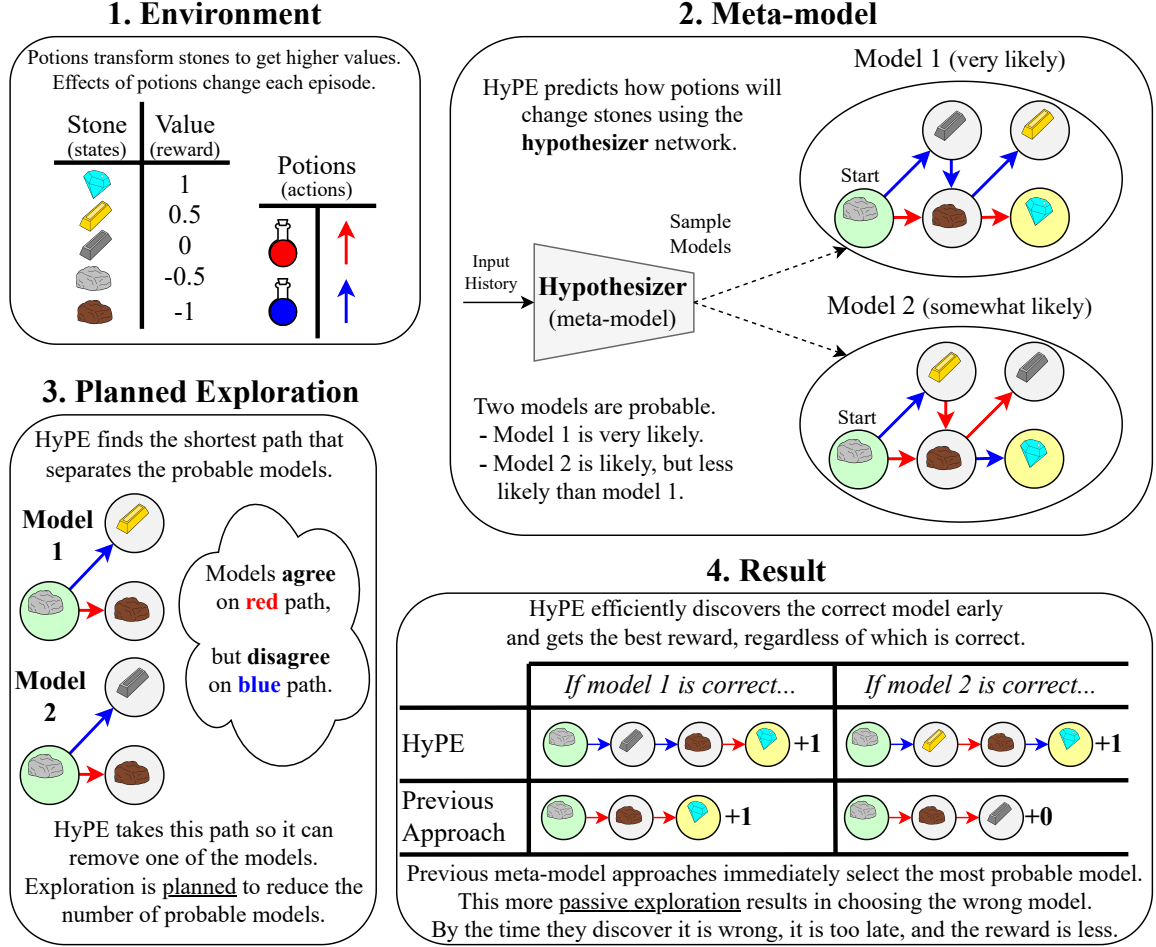 1. Environment
Potions transform stones to get higher values.
Effects of potions change each episode.
Stone
(states)
Value
(reward)
1
0.5
0
-0.5
-1
Potions
(actions)
2. Meta-model
HyPE predicts how potions will
change stones using the
hypothesizer network.
Input
History
Hypothesizer
(meta-model)
Sample
Models
Model 1 (very likely)
Start
Model 2 (somewhat likely)
Start
Two models are probable.
- Model 1 is very likely.
- Model 2 is likely, but less
likely than model 1.
3. Planned Exploration
HyPE finds the shortest path that
separates the probable models.
Model
1
Model
2
Models agree
on red path,
but disagree
on blue path.
HyPE takes this path so it can
remove one of the models.
Exploration is planned to reduce the
number of probable models.
4. Result
HyPE efficiently discovers the correct model early
and gets the best reward, regardless of which is correct.
If model 1 is correct...
If model 2 is correct...
HyPE
+1
+1
Previous
Approach
+1
+0
Previous meta-model approaches immediately select the most probable model.
This more passive exploration results in choosing the wrong model.
By the time they discover it is wrong, it is too late, and the reward is less.